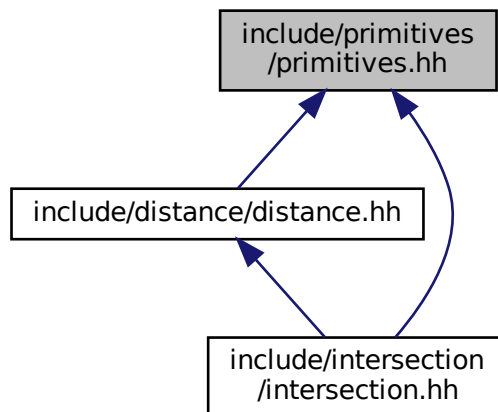 include/primitives
/primitives.hh
include/distance/distance.hh
include/intersection
/intersection.hh